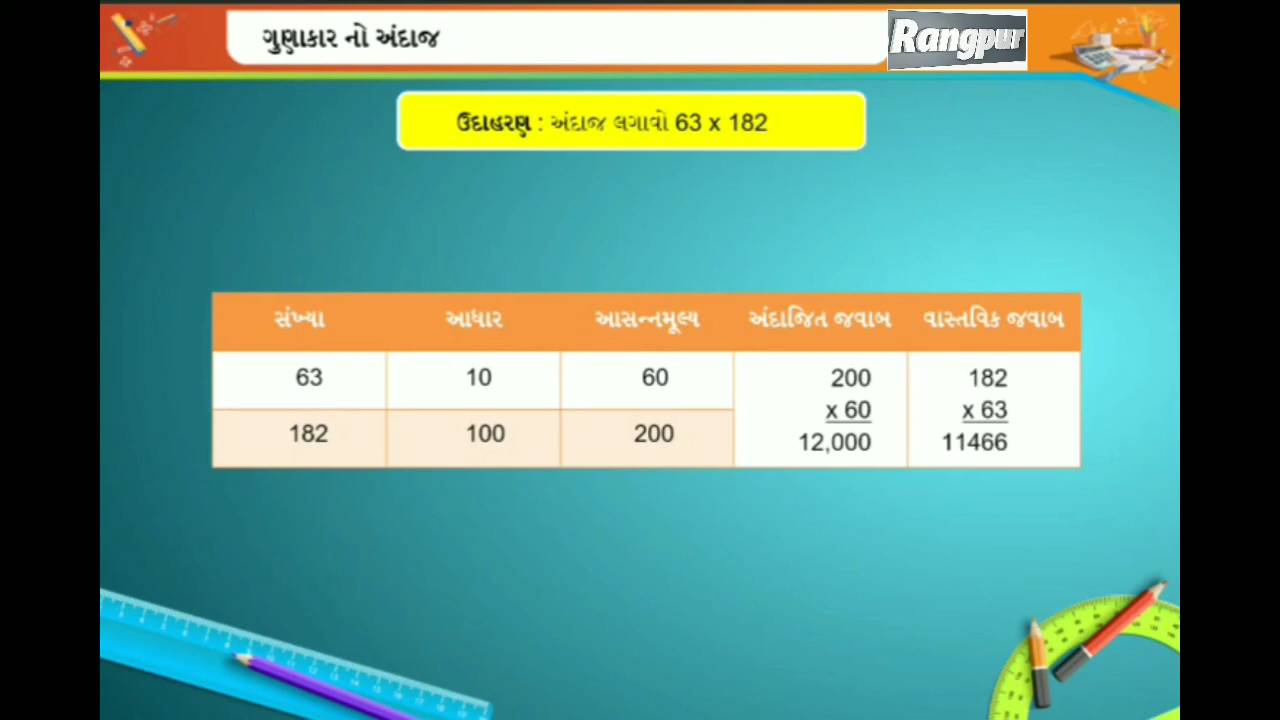 ગુણાકાર નો અંદાજ
Rangpur
ઉદાહરણ : અંદાજ લગાવો 63 x 182
સંખ્યા આધાર આસન્નમૂલ્ય અંદાજિત જવાબ વાસ્તવિક જવાબ
63 10 60 200 182
x 60 x 63
182 100 200 12,000 11466